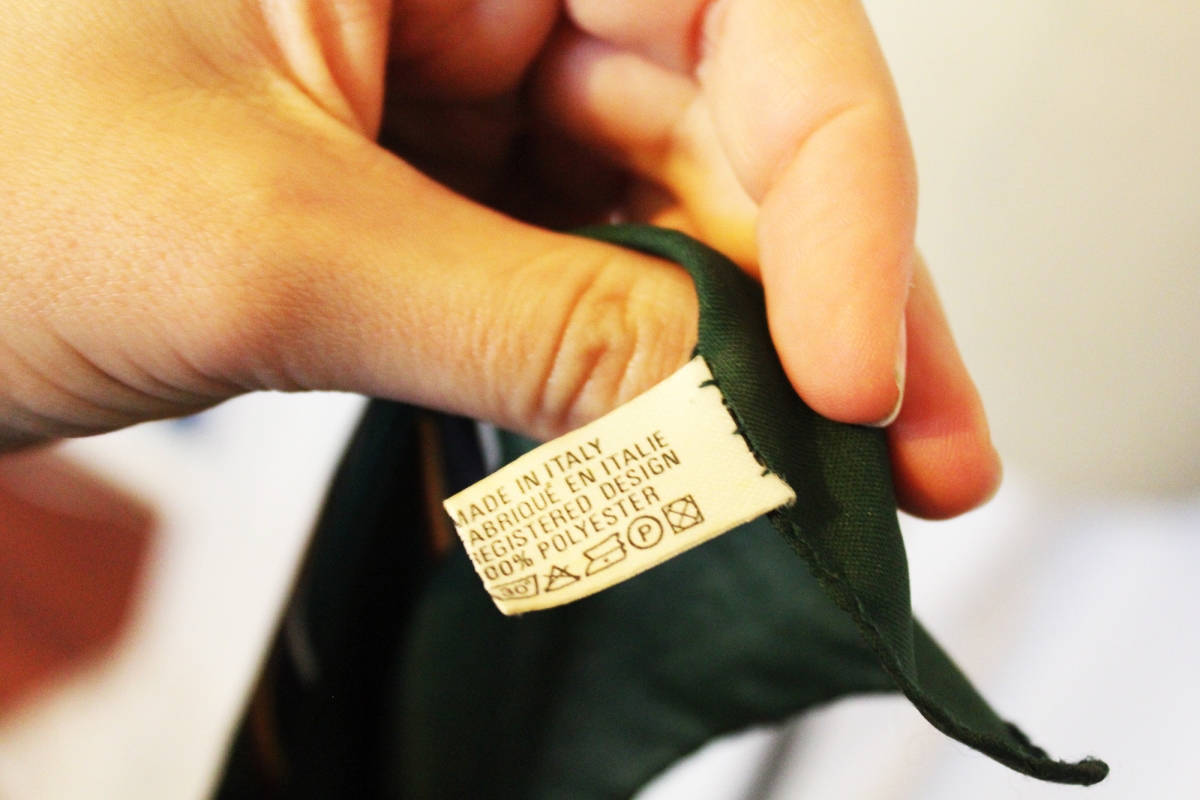 MADE IN ITALY
FABRIQUÉ EN ITALIE
REGISTERED DESIGN
100% POLYESTER
30° P